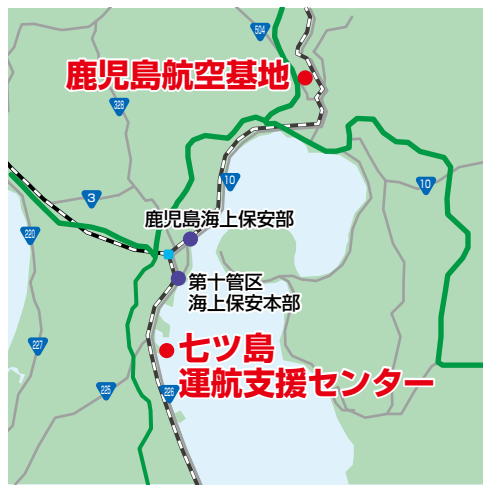 504
鹿児島航空基地
328
10
10
3
鹿児島海上保安部
220
第十管区
海上保安本部
七ツ島
運航支援センター
227
225
226